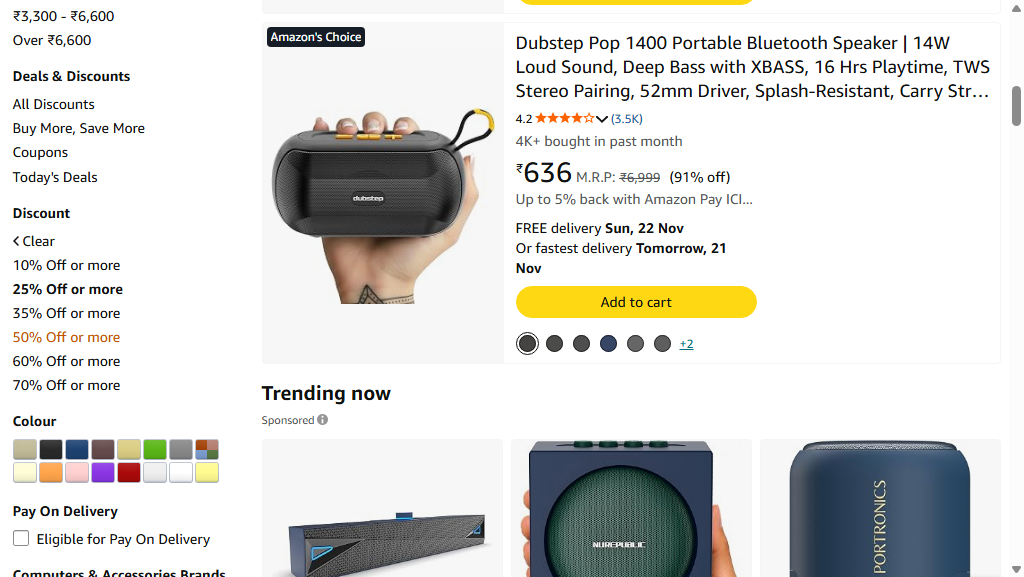 ₹3,300 - ₹6,600
Over ₹6,600
Deals & Discounts
All Discounts
Buy More, Save More
Coupons
Today's Deals
Discount
Clear
10% Off or more
25% Off or more
35% Off or more
50% Off or more
60% Off or more
70% Off or more
Colour
Pay On Delivery
Eligible for Pay On Delivery
Computers & Accessories Brands
Amazon's Choice
dubstep
Dubstep Pop 1400 Portable Bluetooth Speaker | 14W
Loud Sound, Deep Bass with XBASS, 16 Hrs Playtime, TWS
Stereo Pairing, 52mm Driver, Splash-Resistant, Carry Str…
4.2 (3.5K)
4K+ bought in past month
₹636 M.R.P: ₹6,999 (91% off)
Up to 5% back with Amazon Pay ICI…
FREE delivery Sun, 22 Nov
Or fastest delivery Tomorrow, 21
Nov
Add to cart
+2
Trending now
Sponsored
NUREPUBLIC
PORTRONICS